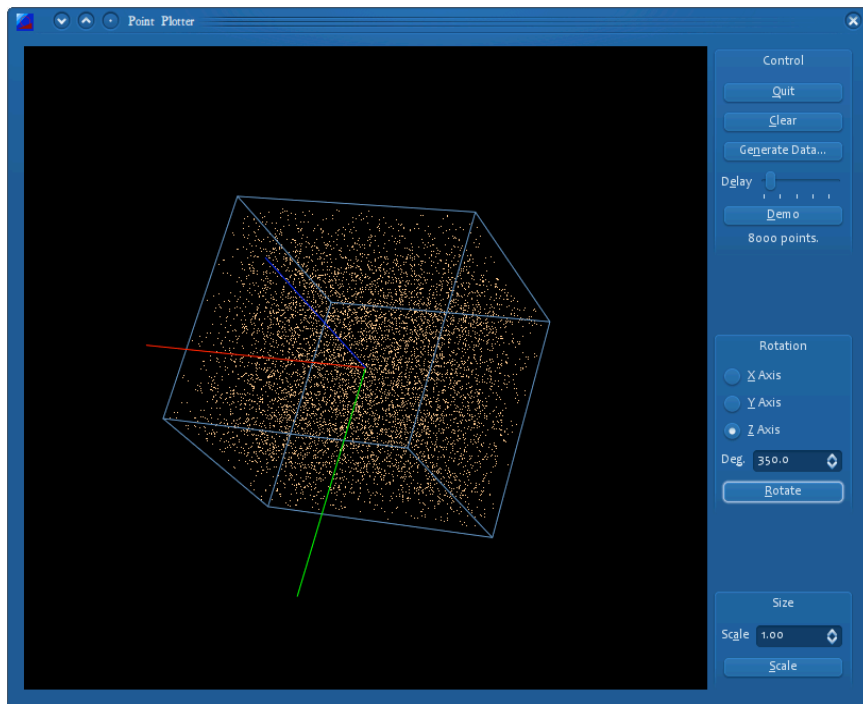 Point Plotter
Control
Quit
Clear
Generate Data...
Delay
Demo
8000 points.
Rotation
X Axis
Y Axis
Z Axis
Deg. 350.0
Rotate
Size
Scale 1.00
Scale